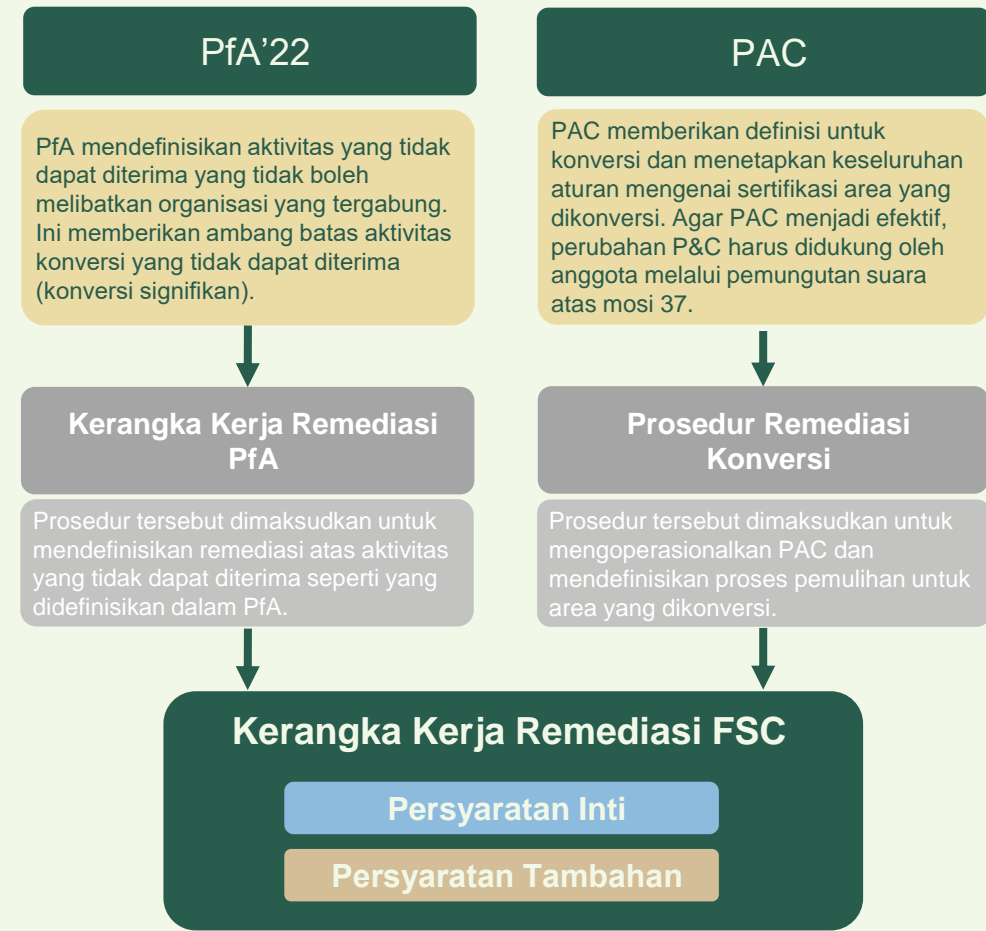 PfA’22
PfA mendefinisikan aktivitas yang tidak
dapat diterima yang tidak boleh
melibatkan organisasi yang tergabung.
Ini memberikan ambang batas aktivitas
konversi yang tidak dapat diterima
(konversi signifikan).
Kerangka Kerja Remediasi
PfA
Prosedur tersebut dimaksudkan untuk
mendefinisikan remediasi atas aktivitas
yang tidak dapat diterima seperti yang
didefinisikan dalam PfA.
PAC
PAC memberikan definisi untuk
konversi dan menetapkan keseluruhan
aturan mengenai sertifikasi area yang
dikonversi. Agar PAC menjadi efektif,
perubahan P&C harus didukung oleh
anggota melalui pemungutan suara
atas mosi 37.
Prosedur Remediasi
Konversi
Prosedur tersebut dimaksudkan untuk
mengoperasionalkan PAC dan
mendefinisikan proses pemulihan untuk
area yang dikonversi.
Kerangka Kerja Remediasi FSC
Persyaratan Inti
Persyaratan Tambahan